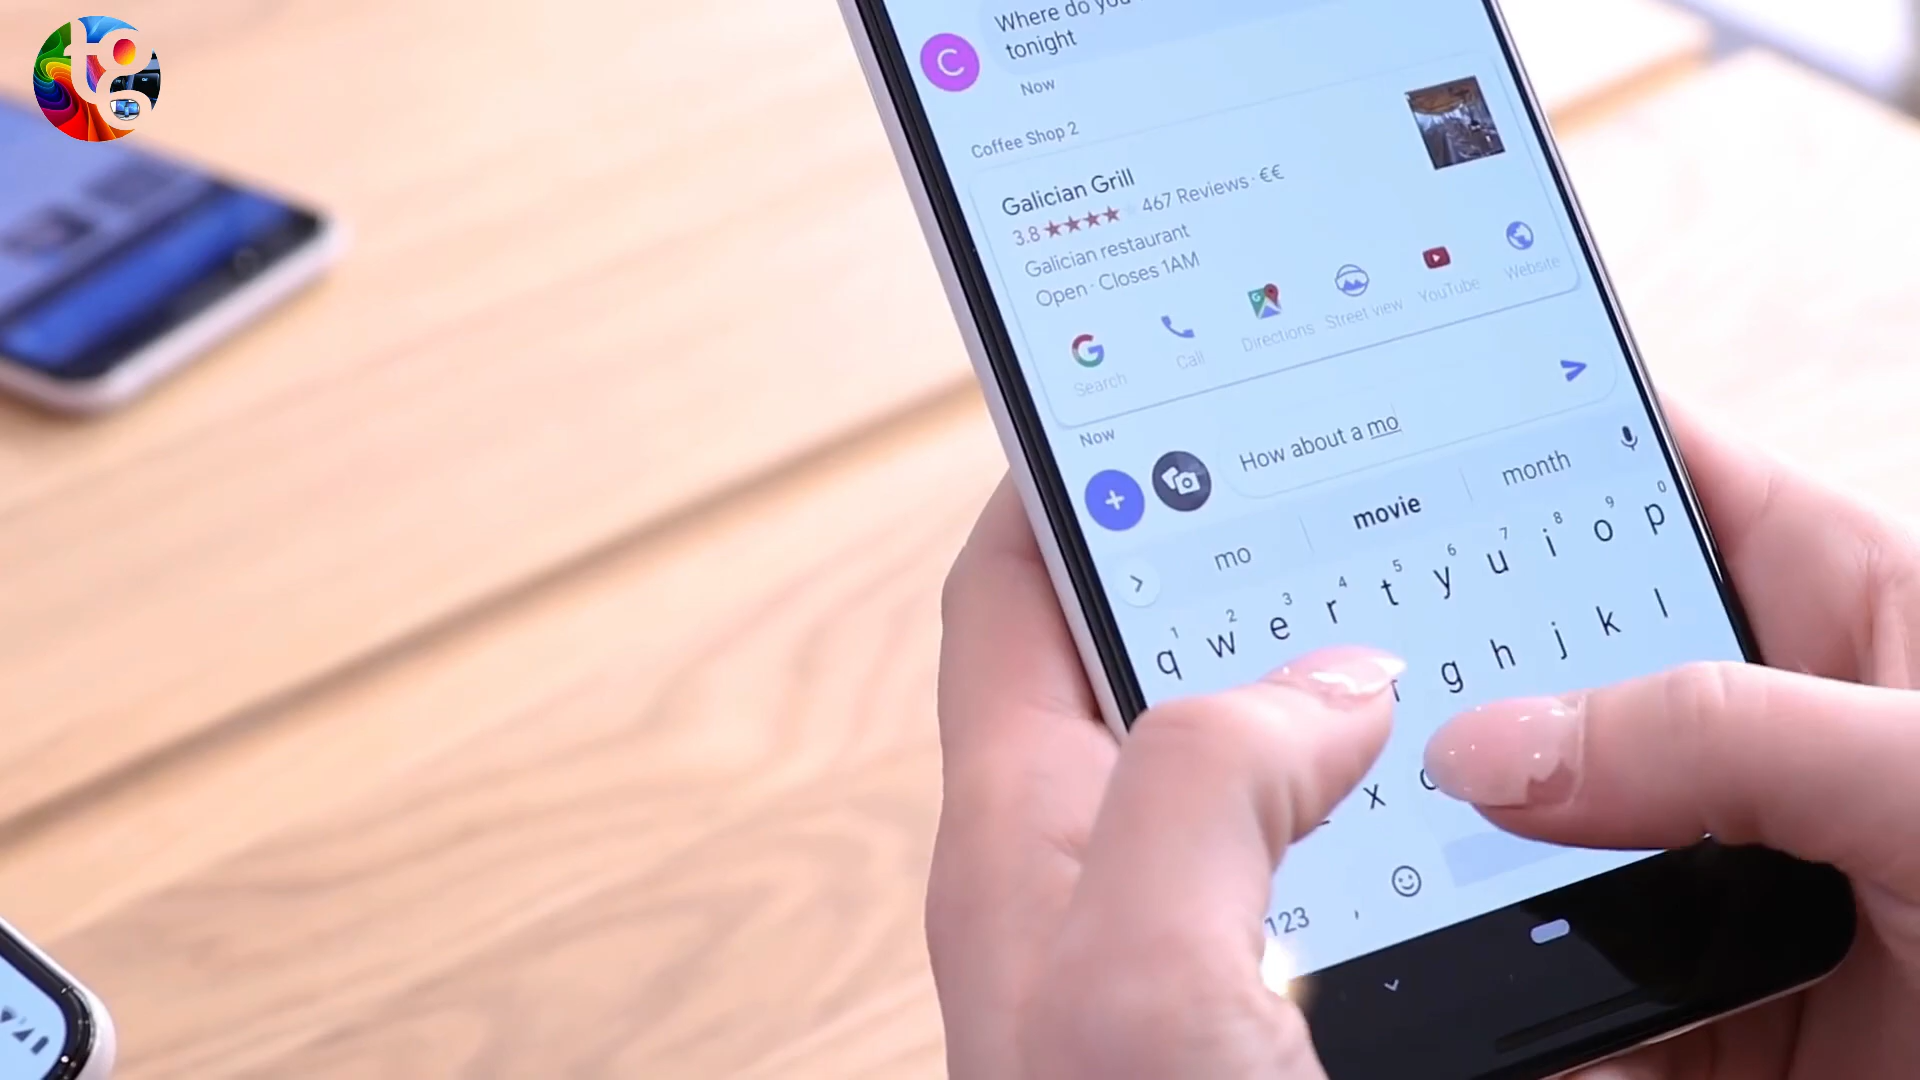 tg
Where do you
tonight
C
Now
Coffee Shop 2
Galician Grill
3.8 ★★★★★ 467 Reviews · €€
Galician restaurant
Open · Closes 1AM
Search Call Directions Street view YouTube Website
Now
How about a mo
mo movie month
1 2 3 4 5 6 7 8 9 0
q w e r t y u i o p
g h j k l
x
123 ,